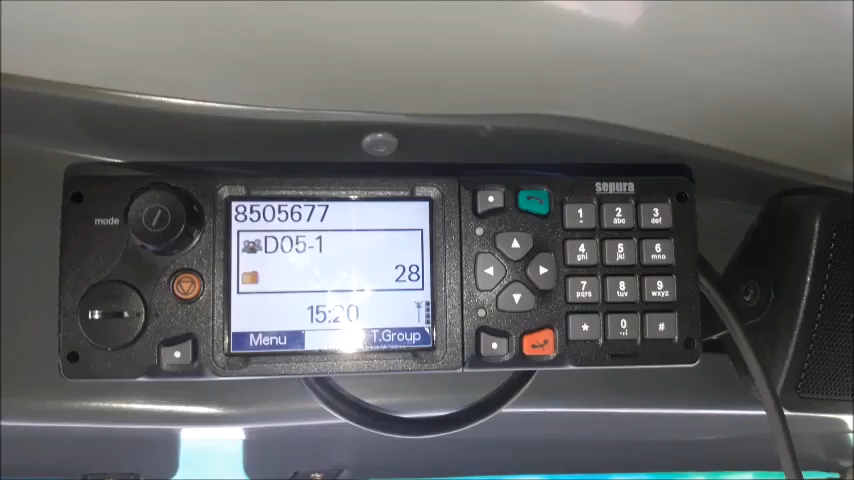 sepura
mode
8505677
D05-1
28
15:20
Menu T.Group
1 2 abc 3 def
4 ghi 5 jkl 6 mno
7 pqrs 8 tuv 9 wxyz
* 0 #